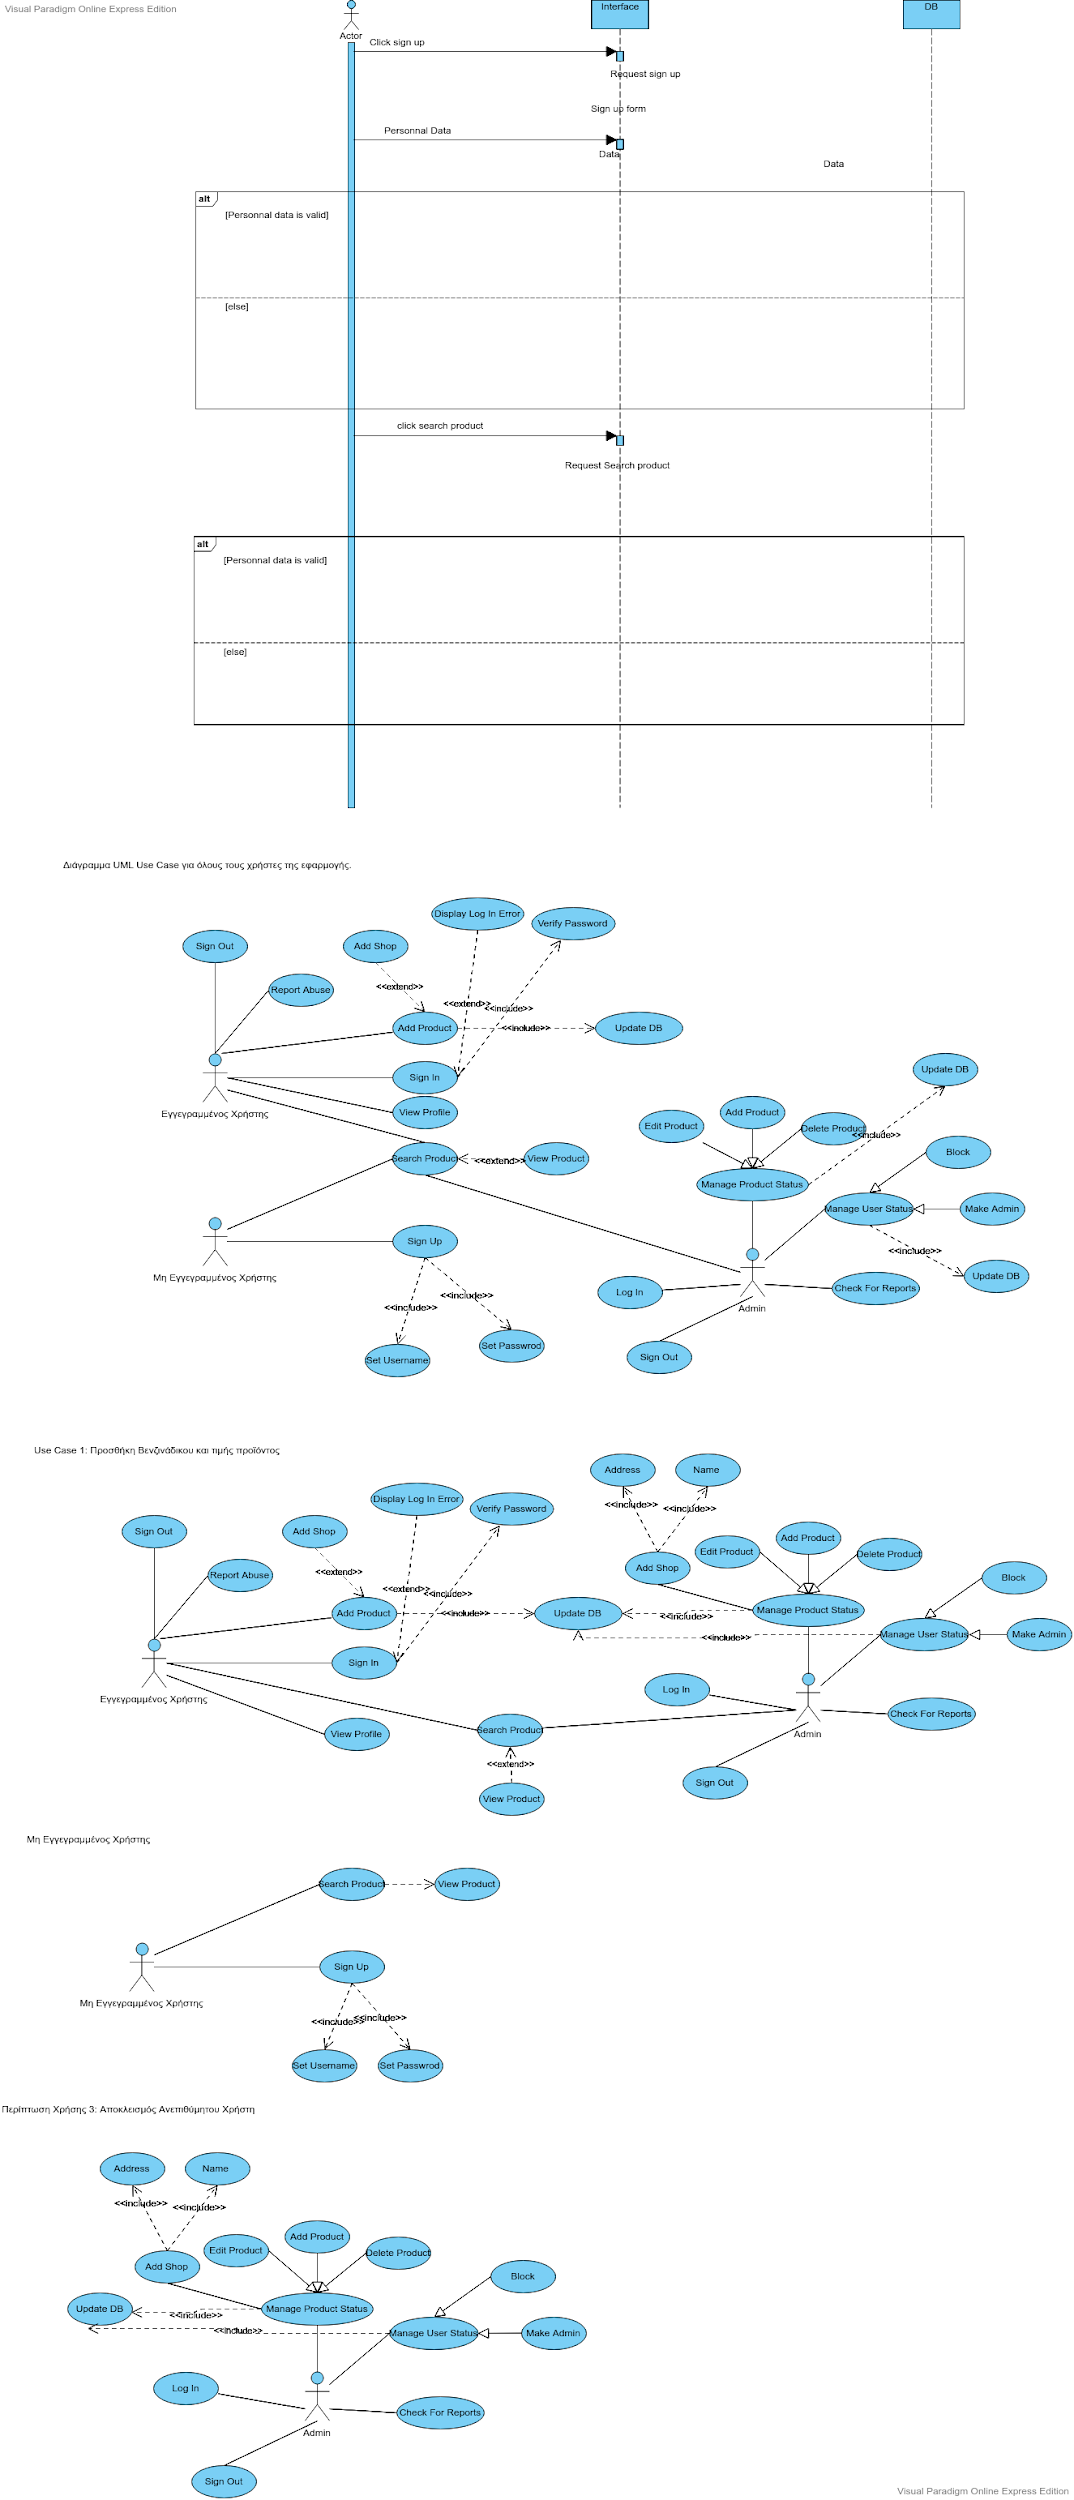 Visual Paradigm Online Express Edition
Interface
DB
Actor
Click sign up
Request sign up
Sign up form
Personnal Data
Data
Data
alt
[Personnal data is valid]
[else]
click search product
Request Search product
alt
[Personnal data is valid]
[else]
Διάγραμμα UML Use Case για όλους τους χρήστες της εφαρμογής.
Display Log In Error
Verify Password
Sign Out
Add Shop
Report Abuse
<<extend>>
<<extend>>
<<include>>
Add Product
<<include>>
Update DB
Sign In
Update DB
Εγγεγραμμένος Χρήστης
View Profile
Edit Product
Add Product
Delete Product
<<include>>
Search Product
<<extend>>
View Product
Block
Manage Product Status
Manage User Status
Make Admin
Sign Up
<<include>>
Μη Εγγεγραμμένος Χρήστης
Update DB
Log In
Check For Reports
<<include>>
<<include>>
Admin
Set Passwrod
Set Username
Sign Out
Use Case 1: Προσθήκη Βενζινάδικου και τιμής προϊόντος
Address
Name
Display Log In Error
Verify Password
<<include>>
<<include>>
Sign Out
Add Shop
Edit Product
Add Product
Delete Product
Report Abuse
<<extend>>
Add Shop
Block
<<extend>>
<<include>>
Add Product
<<include>>
Update DB
<<include>>
Manage Product Status
<<include>>
Manage User Status
Make Admin
Sign In
Εγγεγραμμένος Χρήστης
Log In
View Profile
Search Product
Admin
Check For Reports
<<extend>>
Sign Out
View Product
Μη Εγγεγραμμένος Χρήστης
Search Product
View Product
Sign Up
Μη Εγγεγραμμένος Χρήστης
<<include>>
<<include>>
Set Username
Set Passwrod
Περίπτωση Χρήσης 3: Αποκλεισμός Ανεπιθύμητου Χρήστη
Address
Name
<<include>>
<<include>>
Add Product
Edit Product
Delete Product
Add Shop
Block
Update DB
<<include>>
Manage Product Status
<<include>>
Manage User Status
Make Admin
Log In
Check For Reports
Admin
Sign Out
Visual Paradigm Online Express Edition